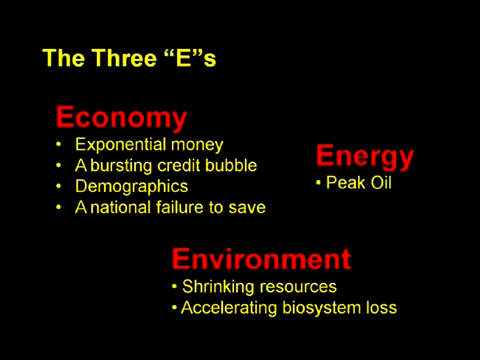 The Three “E”s
Economy
• Exponential money
• A bursting credit bubble
• Demographics
• A national failure to save
Energy
• Peak Oil
Environment
• Shrinking resources
• Accelerating biosystem loss